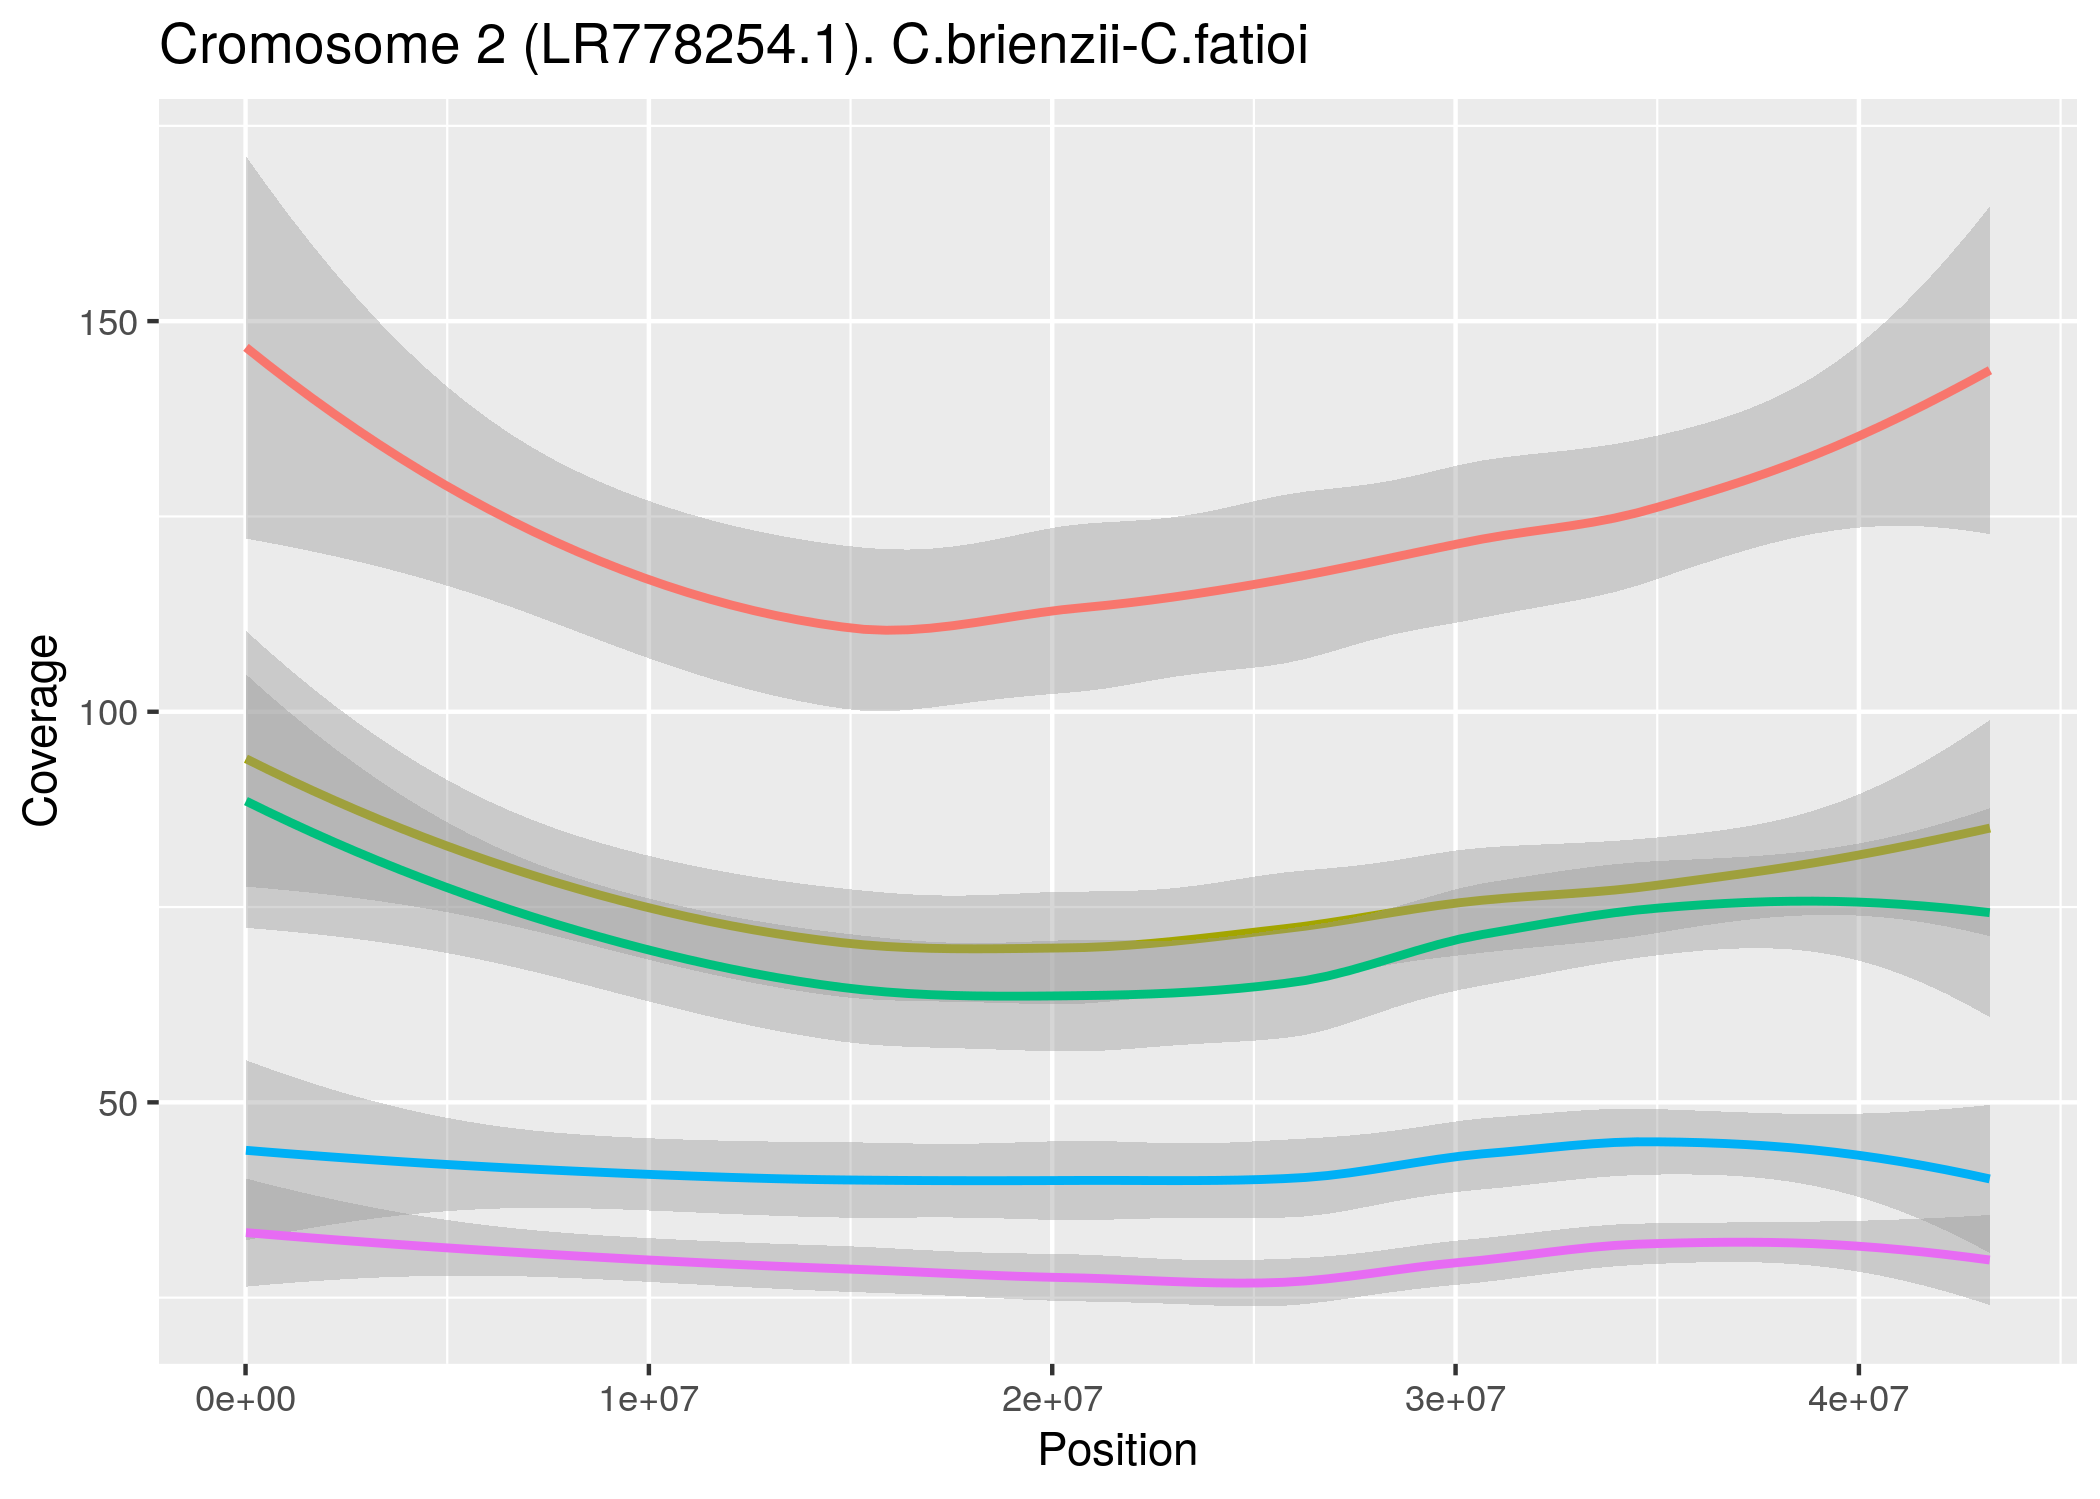 Cromosome 2 (LR778254.1). C.brienzii-C.fatioi
150
100
50
Coverage
0e+00 1e+07 2e+07 3e+07 4e+07
Position